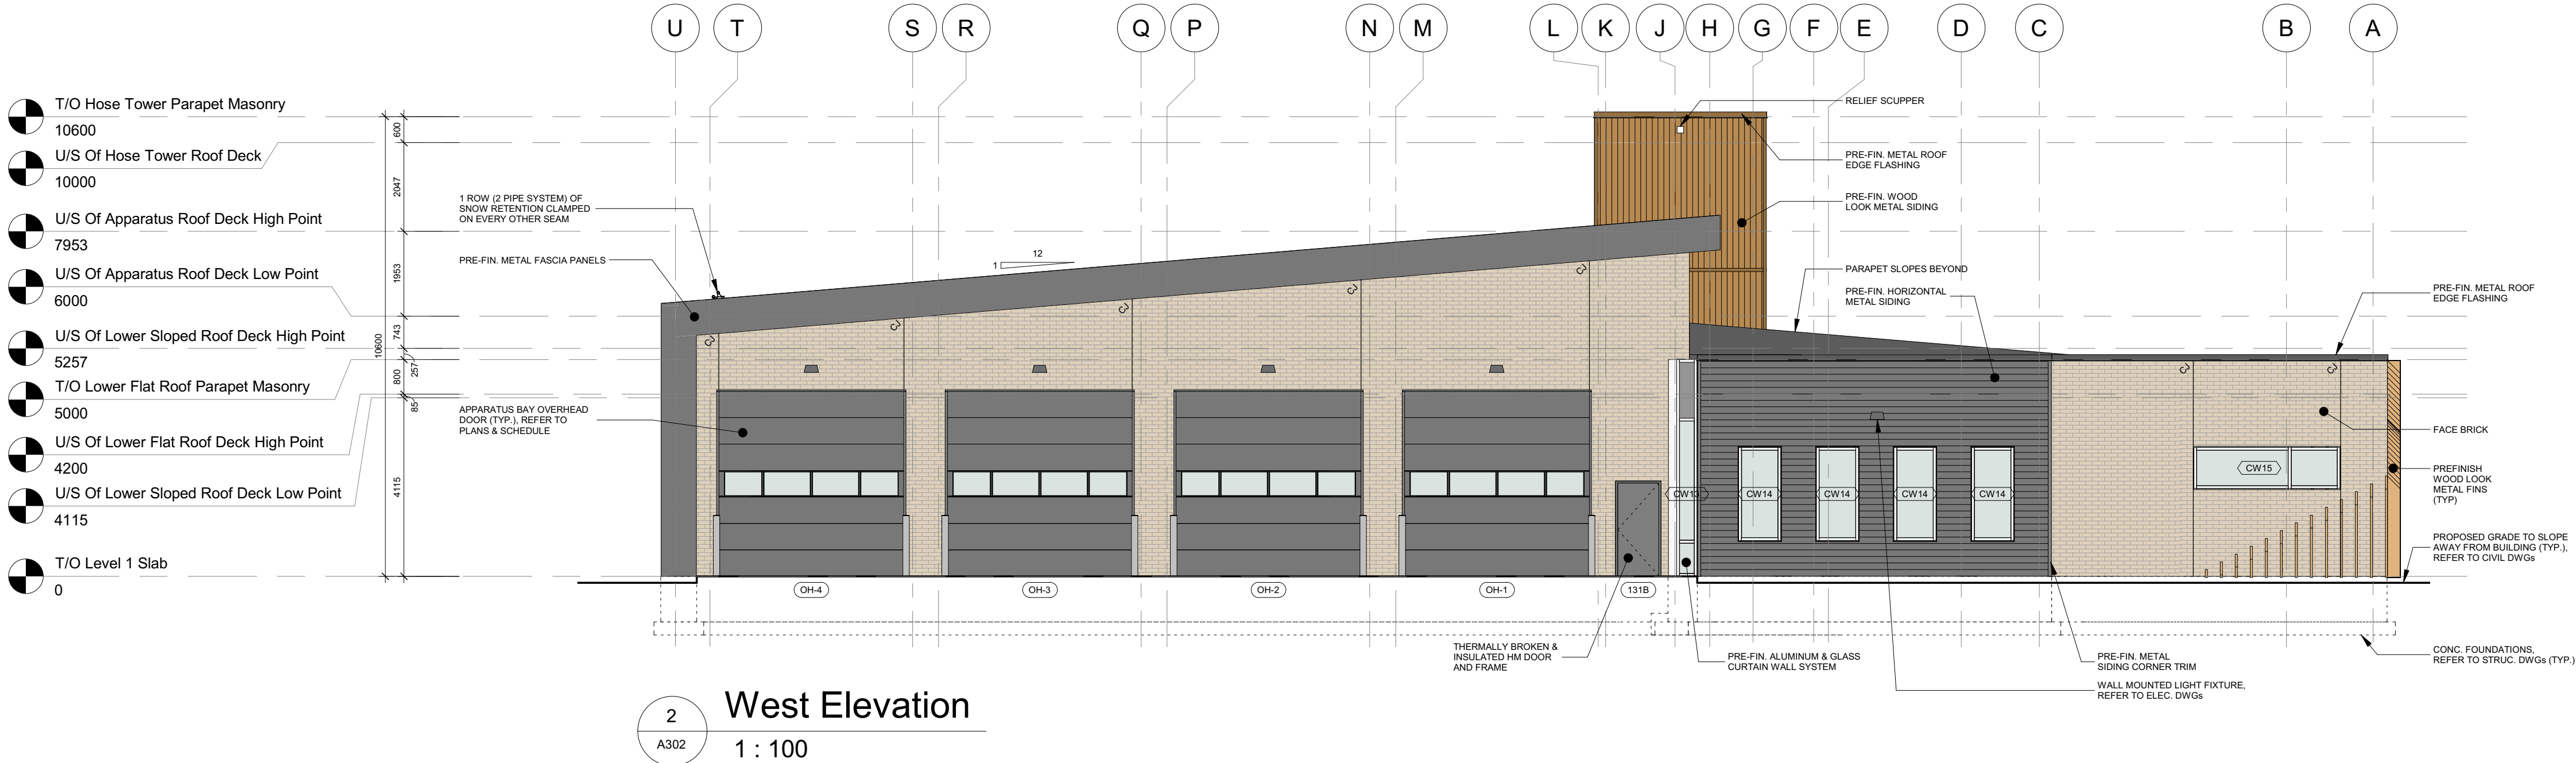 U T S R Q P N M L K J H G F E D C B A
T/O Hose Tower Parapet Masonry
10600
U/S Of Hose Tower Roof Deck
10000
U/S Of Apparatus Roof Deck High Point
7953
U/S Of Apparatus Roof Deck Low Point
6000
U/S Of Lower Sloped Roof Deck High Point
5257
T/O Lower Flat Roof Parapet Masonry
5000
U/S Of Lower Flat Roof Deck High Point
4200
U/S Of Lower Sloped Roof Deck Low Point
4115
T/O Level 1 Slab
0
10600
600
2047
1953
743
257
800
85
4115
1 ROW (2 PIPE SYSTEM) OF
SNOW RETENTION CLAMPED
ON EVERY OTHER SEAM
PRE-FIN. METAL FASCIA PANELS
APPARATUS BAY OVERHEAD
DOOR (TYP.), REFER TO
PLANS & SCHEDULE
12
1
CJ
CJ
CJ
CJ
CJ
CJ
CJ
RELIEF SCUPPER
PRE-FIN. METAL ROOF
EDGE FLASHING
PRE-FIN. WOOD
LOOK METAL SIDING
PARAPET SLOPES BEYOND
PRE-FIN. HORIZONTAL
METAL SIDING
PRE-FIN. METAL ROOF
EDGE FLASHING
FACE BRICK
PREFINISH
WOOD LOOK
METAL FINS
(TYP)
PROPOSED GRADE TO SLOPE
AWAY FROM BUILDING (TYP.),
REFER TO CIVIL DWGs
CONC. FOUNDATIONS,
REFER TO STRUC. DWGs (TYP.)
CW13
CW14
CW14
CW14
CW14
CW15
OH-4
OH-3
OH-2
OH-1
131B
THERMALLY BROKEN &
INSULATED HM DOOR
AND FRAME
PRE-FIN. ALUMINUM & GLASS
CURTAIN WALL SYSTEM
PRE-FIN. METAL
SIDING CORNER TRIM
WALL MOUNTED LIGHT FIXTURE,
REFER TO ELEC. DWGs
2
A302
West Elevation
1 : 100